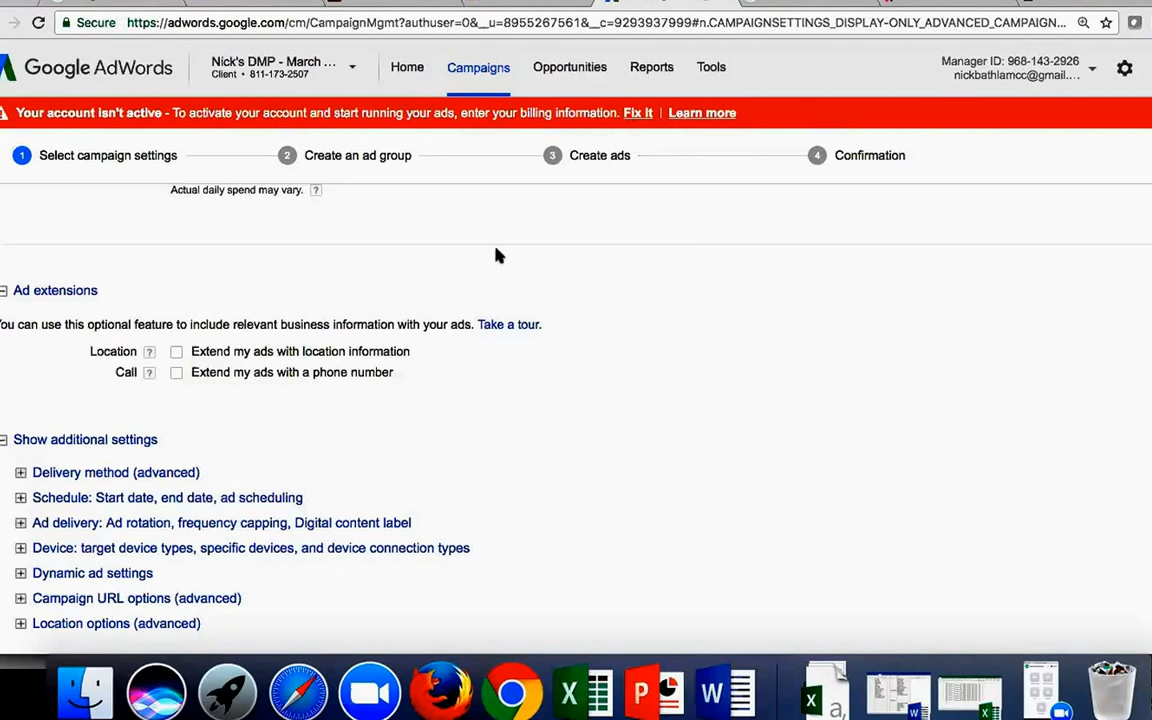 Secure https://adwords.google.com/cm/CampaignMgmt?authuser=0&__u=8955267561&__c=9293937999#n.CAMPAIGNSETTINGS_DISPLAY-ONLY_ADVANCED_CAMPAIGN...
Google AdWords
Nick's DMP - March ...
Client • 811-173-2507
Home
Campaigns
Opportunities
Reports
Tools
Manager ID: 968-143-2926
nickbathlamcc@gmail....
Your account isn't active - To activate your account and start running your ads, enter your billing information. Fix it | Learn more
1 Select campaign settings
2 Create an ad group
3 Create ads
4 Confirmation
Actual daily spend may vary. ?
Ad extensions
You can use this optional feature to include relevant business information with your ads. Take a tour.
Location ? Extend my ads with location information
Call ? Extend my ads with a phone number
Show additional settings
Delivery method (advanced)
Schedule: Start date, end date, ad scheduling
Ad delivery: Ad rotation, frequency capping, Digital content label
Device: target device types, specific devices, and device connection types
Dynamic ad settings
Campaign URL options (advanced)
Location options (advanced)
X
P
W
X
a,
W
X